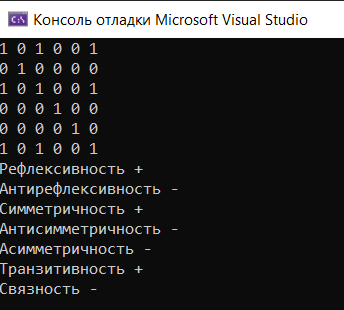 C:\ Консоль отладки Microsoft Visual Studio
1 0 1 0 0 1
0 1 0 0 0 0
1 0 1 0 0 1
0 0 0 1 0 0
0 0 0 0 1 0
1 0 1 0 0 1
Рефлексивность +
Антирефлексивность -
Симметричность +
Антисимметричность -
Асимметричность -
Транзитивность +
Связность -